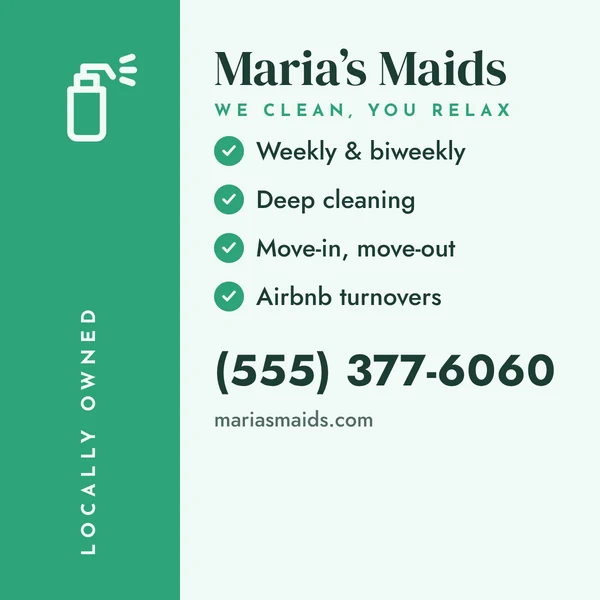 Maria’s Maids
WE CLEAN, YOU RELAX
Weekly & biweekly
Deep cleaning
Move-in, move-out
Airbnb turnovers
(555) 377-6060
mariasmaids.com
LOCALLY OWNED